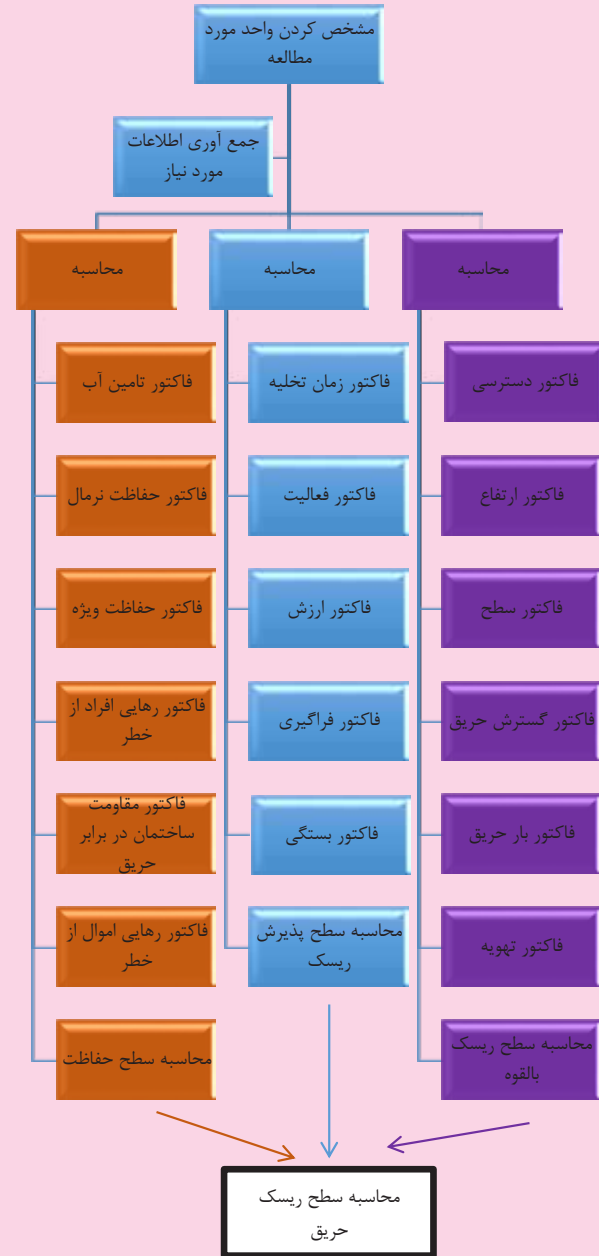 مشخص کردن واحد مورد
مطالعه
جمع آوری اطلاعات
مورد نیاز
محاسبه
فاکتور دسترسی
فاکتور ارتفاع
فاکتور سطح
فاکتور گسترش حریق
فاکتور بار حریق
فاکتور تهویه
محاسبه سطح ریسک
بالقوه
محاسبه
فاکتور زمان تخلیه
فاکتور فعالیت
فاکتور ارزش
فاکتور فراگیری
فاکتور بستگی
محاسبه سطح پذیرش
ریسک
محاسبه
فاکتور تامین آب
فاکتور حفاظت نرمال
فاکتور حفاظت ویژه
فاکتور رهایی افراد از
خطر
فاکتور مقاومت
ساختمان در برابر
حریق
فاکتور رهایی اموال از
خطر
محاسبه سطح حفاظت
محاسبه سطح ریسک
حریق